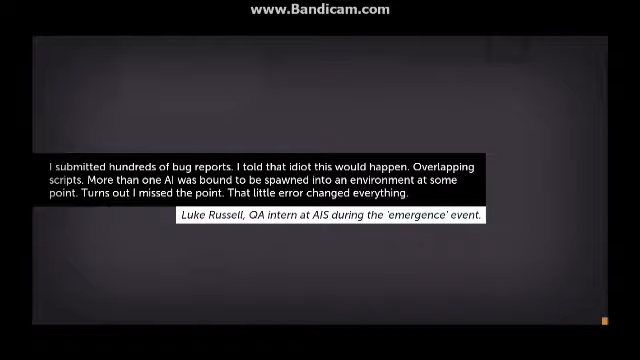 www.Bandicam.com
I submitted hundreds of bug reports. I told that idiot this would happen. Overlapping
scripts. More than one AI was bound to be spawned into an environment at some
point. Turns out I missed the point. That little error changed everything.
Luke Russell, QA intern at AIS during the 'emergence' event.